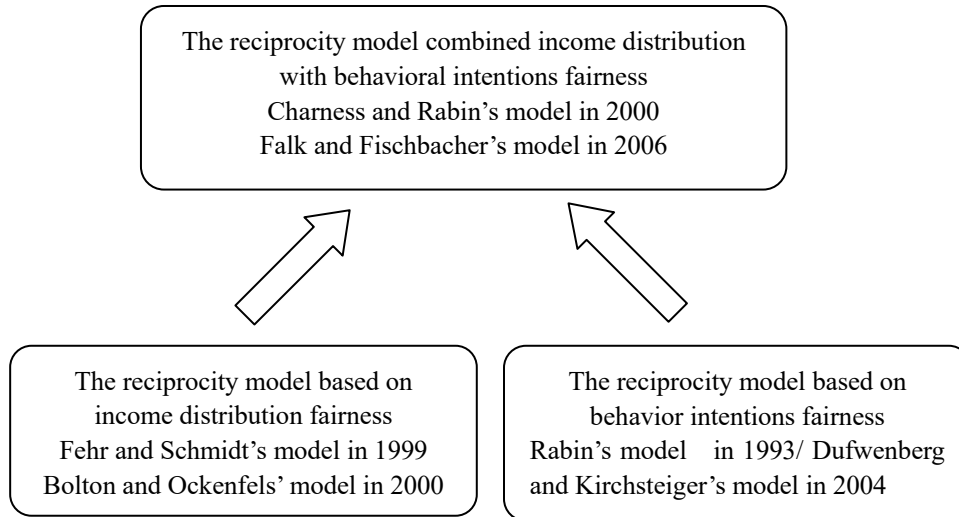 The reciprocity model combined income distribution
with behavioral intentions fairness
Charness and Rabin’s model in 2000
Falk and Fischbacher’s model in 2006
The reciprocity model based on
income distribution fairness
Fehr and Schmidt’s model in 1999
Bolton and Ockenfels’ model in 2000
The reciprocity model based on
behavior intentions fairness
Rabin’s model in 1993/ Dufwenberg
and Kirchsteiger’s model in 2004